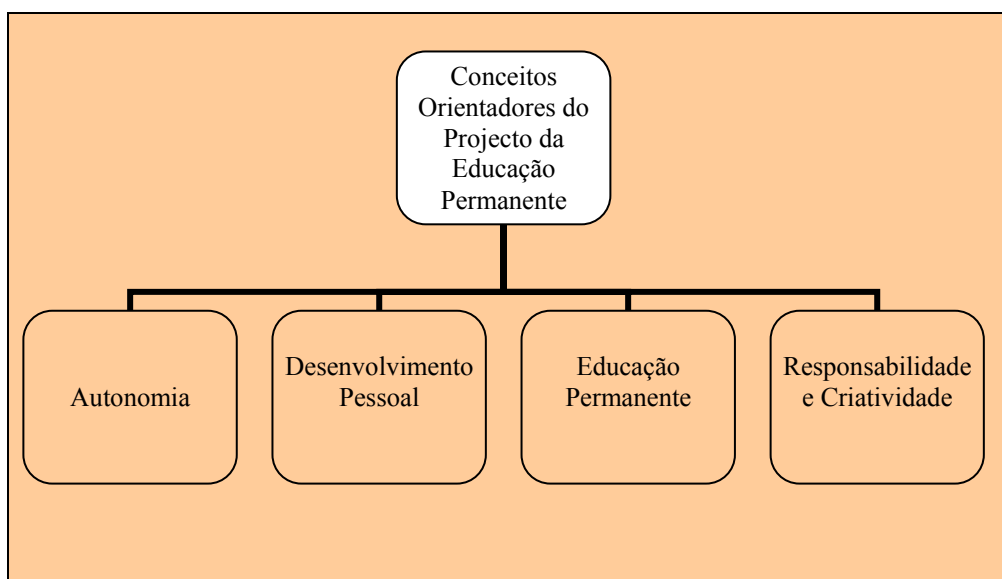 Conceitos
Orientadores do
Projecto da
Educação
Permanente
Autonomia
Desenvolvimento
Pessoal
Educação
Permanente
Responsabilidade
e Criatividade